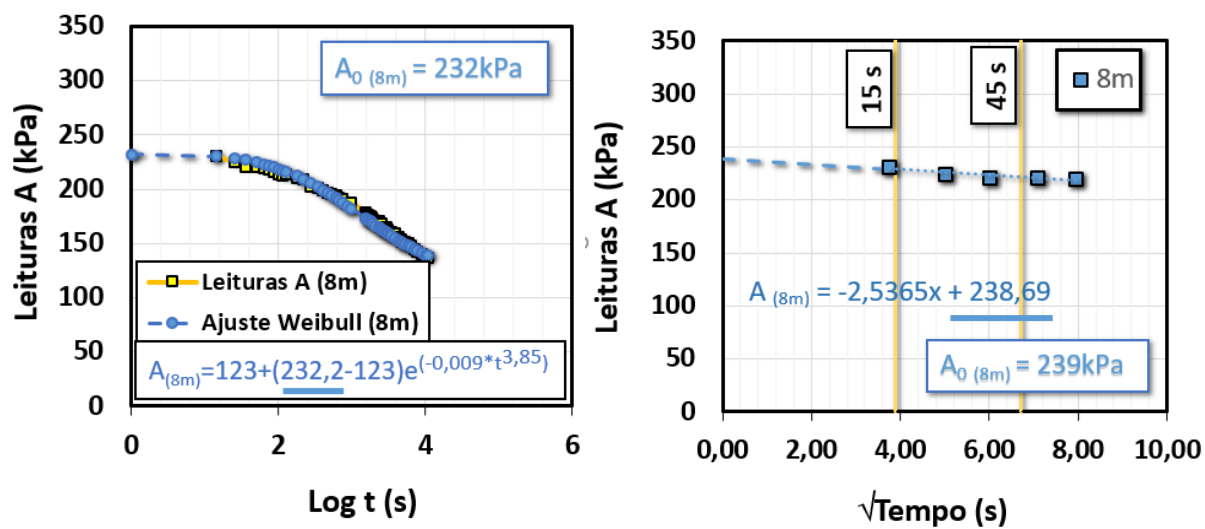 Leituras A (kPa)
350
300
250
200
150
100
50
0
A0 (8m) = 232kPa
Leituras A (8m)
Ajuste Weibull (8m)
A(8m)=123+(232,2-123)e(-0,009*t3,85)
0
2
4
6
Log t (s)
Leituras A (kPa)
350
300
250
200
150
100
50
0
15 s
45 s
8m
A (8m) = -2,5365x + 238,69
A0 (8m) = 239kPa
0,00
2,00
4,00
6,00
8,00
10,00
√Tempo (s)